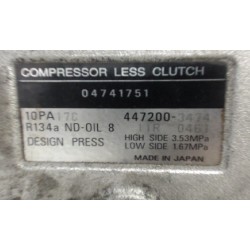 COMPRESSOR LESS CLUTCH
04741751
10PA17C 447200-
R134a ND-OIL 8
DESIGN PRESS HIGH SIDE 3.53MPa
LOW SIDE 1.67MPa
MADE IN JAPAN